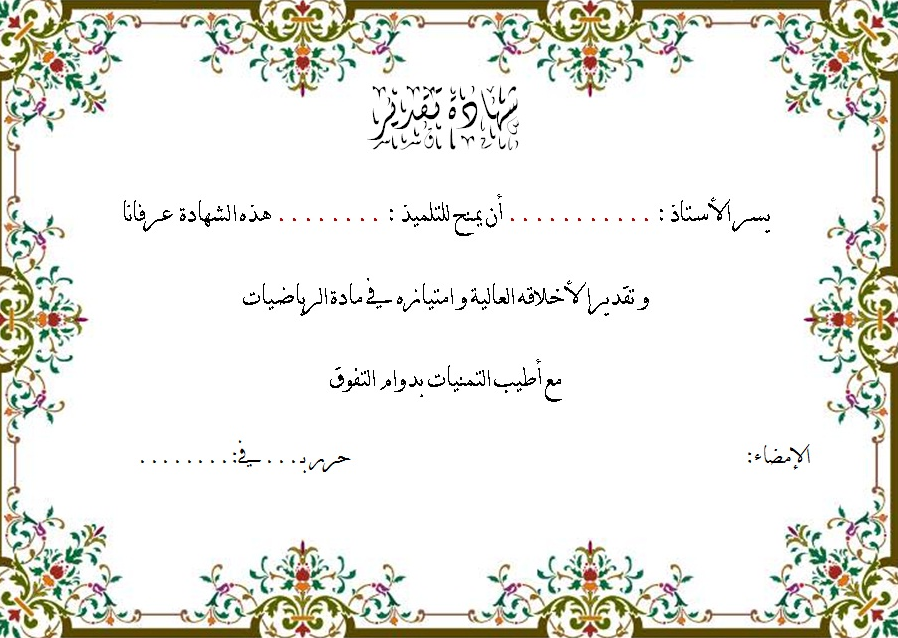 شهادة تقدير
يسر الأستاذ : . . . . . . . . . . . أن يمنح للتلميذ : . . . . . . . . هذه الشهادة عرفانا
و تقديرا لأخلاقه العالية و امتيازه في مادة الرياضيات
مع أطيب التمنيات بدوام التفوق
الإمضاء: حرر بـ . . . في: . . . . . . . .